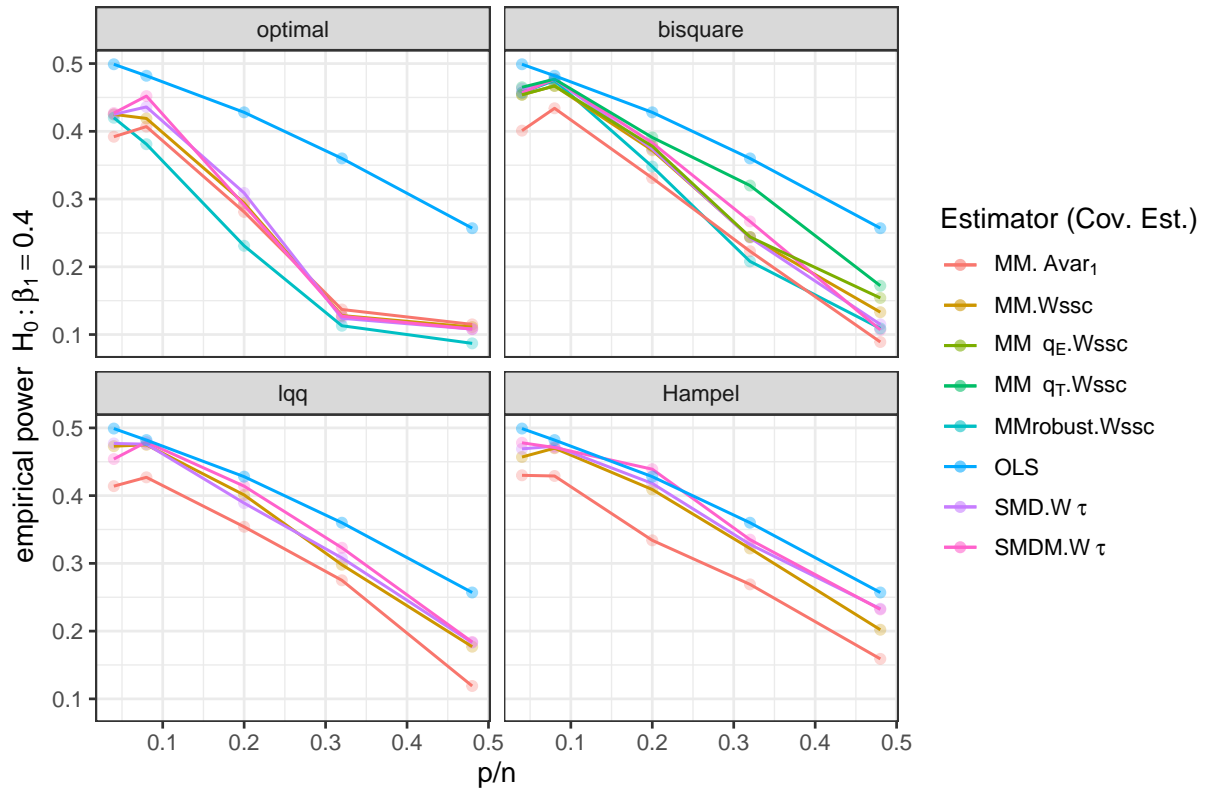 optimal
bisquare
0.5
0.4
0.3
0.2
0.1
lqq
Hampel
0.5
0.4
0.3
0.2
0.1
0.1 0.2 0.3 0.4 0.5
0.1 0.2 0.3 0.4 0.5
p/n
empirical power H₀ : β₁ = 0.4
Estimator (Cov. Est.)
MM. Avar₁
MM.Wssc
MM q_E.Wssc
MM q_T.Wssc
MMrobust.Wssc
OLS
SMD.W τ
SMDM.W τ